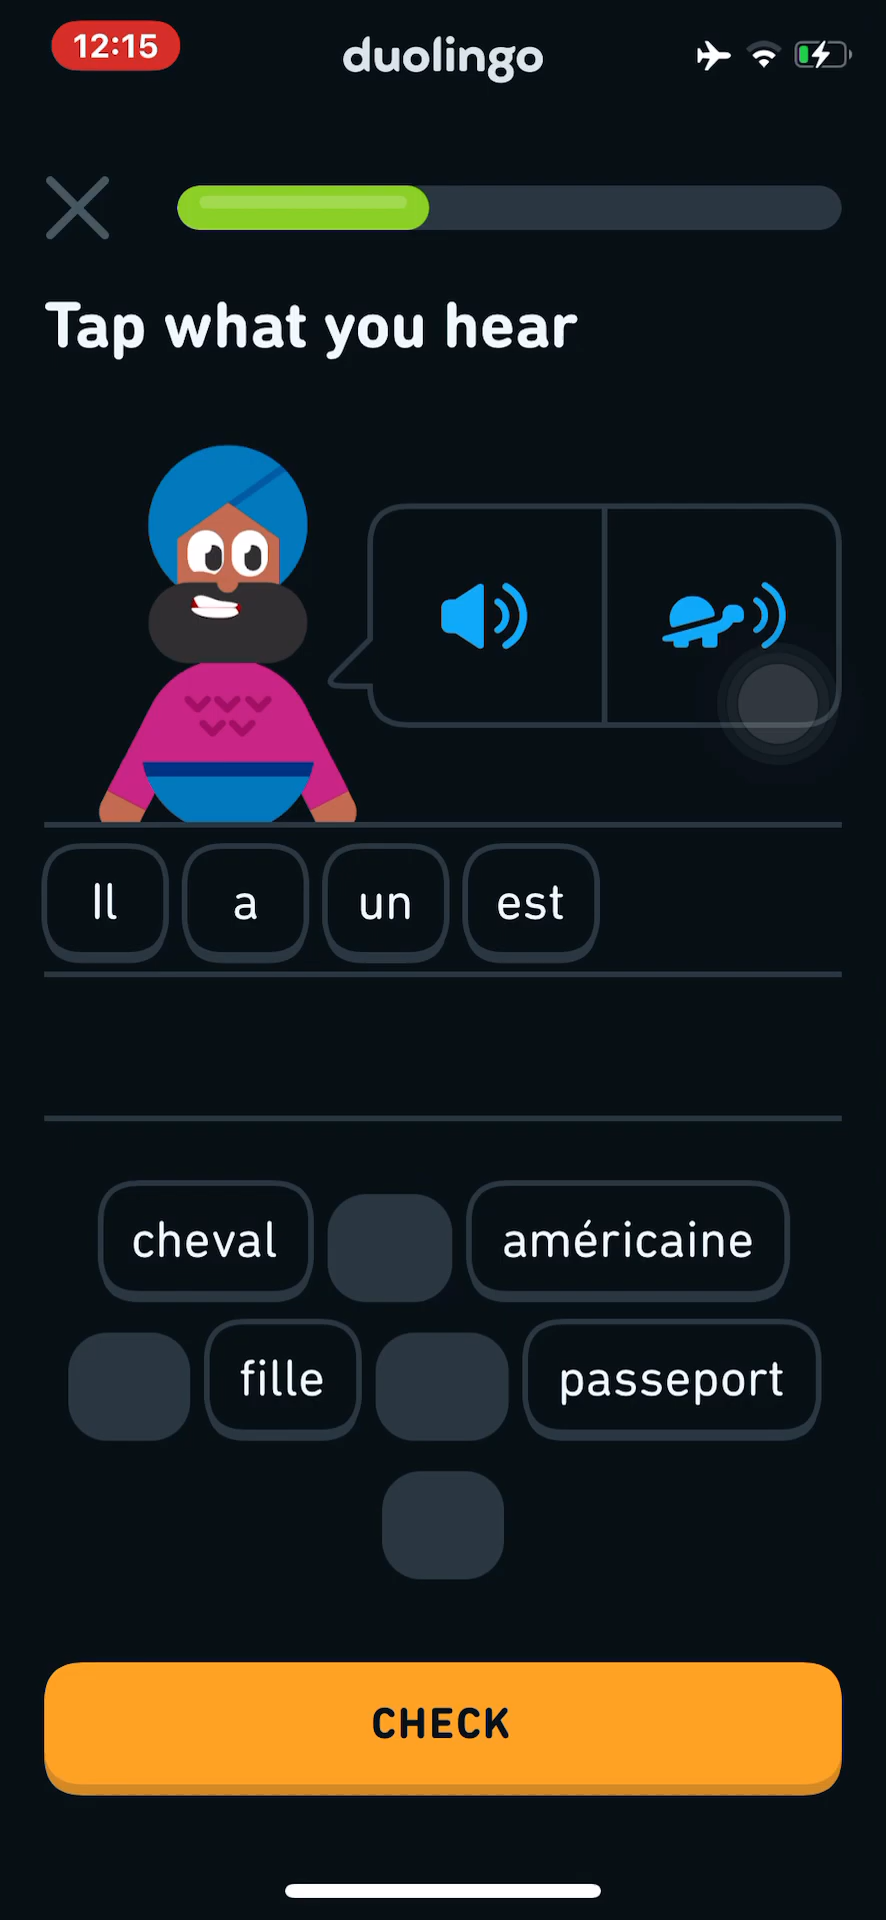 12:15 duolingo
Tap what you hear
Il a un est
cheval américaine
fille passeport
CHECK